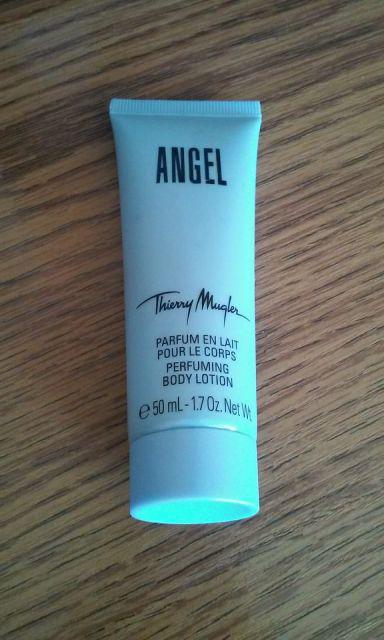 ANGEL
Thierry Mugler
PARFUM EN LAIT
POUR LE CORPS
PERFUMING
BODY LOTION
℮ 50 mL - 1.7 Oz. Net Wt